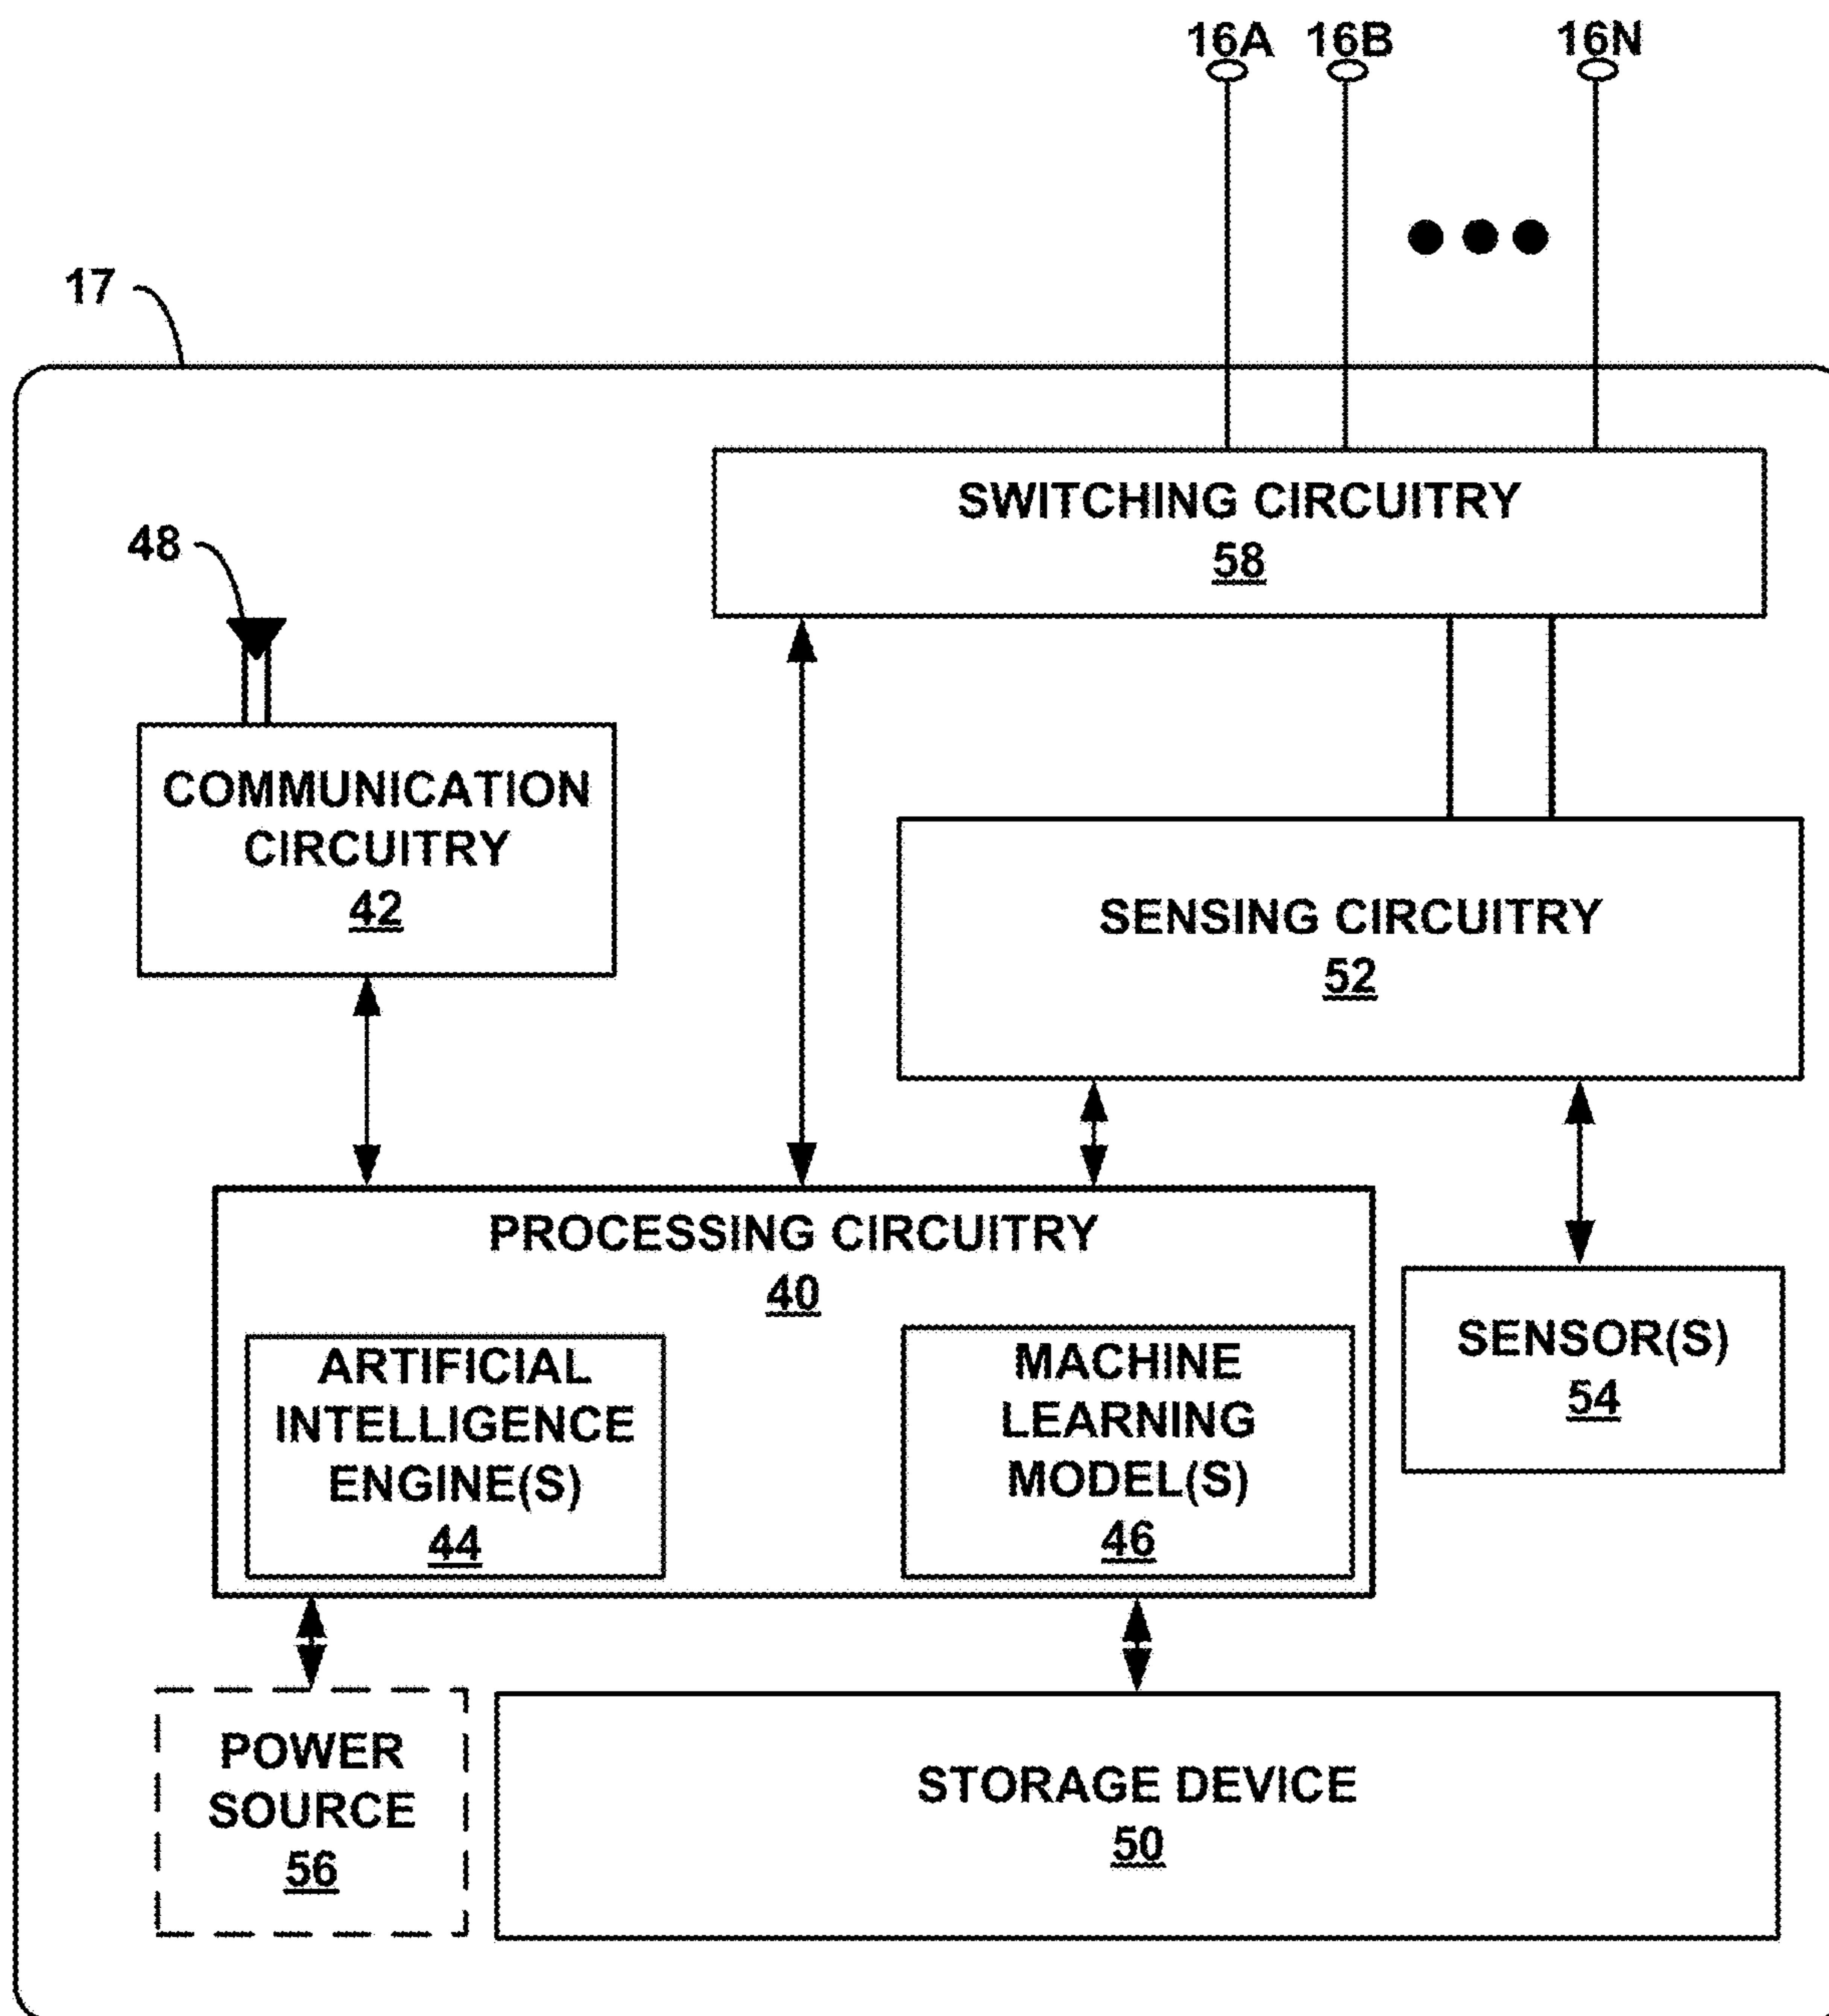 16A 16B 16N
17
SWITCHING CIRCUITRY
58
48
COMMUNICATION
CIRCUITRY
42
SENSING CIRCUITRY
52
PROCESSING CIRCUITRY
40
ARTIFICIAL
INTELLIGENCE
ENGINE(S)
44
MACHINE
LEARNING
MODEL(S)
46
SENSOR(S)
54
POWER
SOURCE
56
STORAGE DEVICE
50